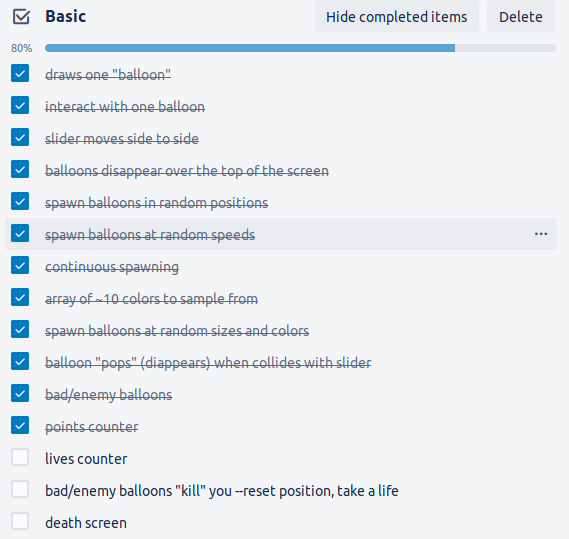 Basic
Hide completed items
Delete
80%
draws one "balloon"
interact with one balloon
slider moves side to side
balloons disappear over the top of the screen
spawn balloons in random positions
spawn balloons at random speeds
continuous spawning
array of ~10 colors to sample from
spawn balloons at random sizes and colors
balloon "pops" (diappears) when collides with slider
bad/enemy balloons
points counter
lives counter
bad/enemy balloons "kill" you --reset position, take a life
death screen